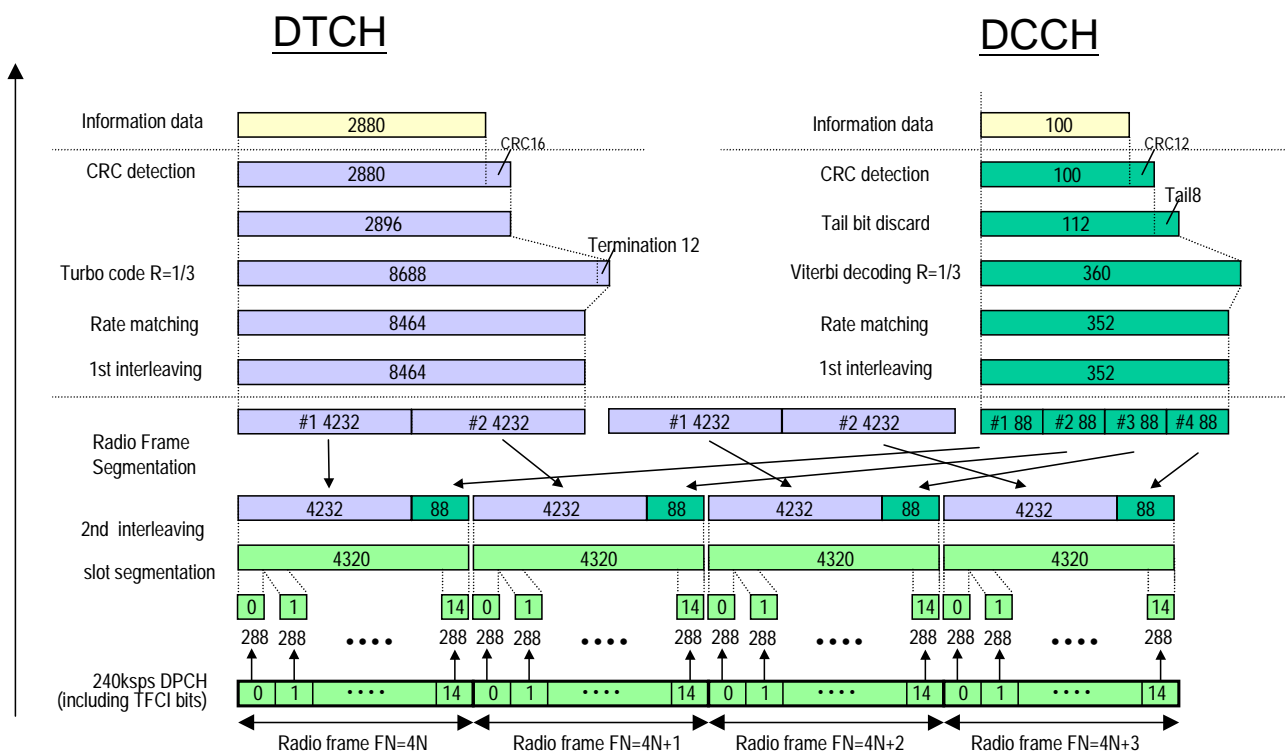 DTCH
DCCH
Information data
2880
CRC16
Information data
100
CRC12
CRC detection
2880
CRC detection
100
Tail8
2896
Tail bit discard
112
Termination 12
Turbo code R=1/3
8688
Viterbi decoding R=1/3
360
Rate matching
8464
Rate matching
352
1st interleaving
8464
1st interleaving
352
#1 4232
#2 4232
#1 4232
#2 4232
#1 88
#2 88
#3 88
#4 88
Radio Frame
Segmentation
4232
88
4232
88
4232
88
4232
88
2nd interleaving
4320
4320
4320
4320
slot segmentation
0 1 14 0 1 14 0 1 14 0 1 14
288 288 •••• 288 288 288 •••• 288 288 288 •••• 288 288 288 •••• 288
240ksps DPCH
(including TFCI bits)
0 1 •••• 14 0 1 •••• 14 0 1 •••• 14 0 1 •••• 14
Radio frame FN=4N
Radio frame FN=4N+1
Radio frame FN=4N+2
Radio frame FN=4N+3